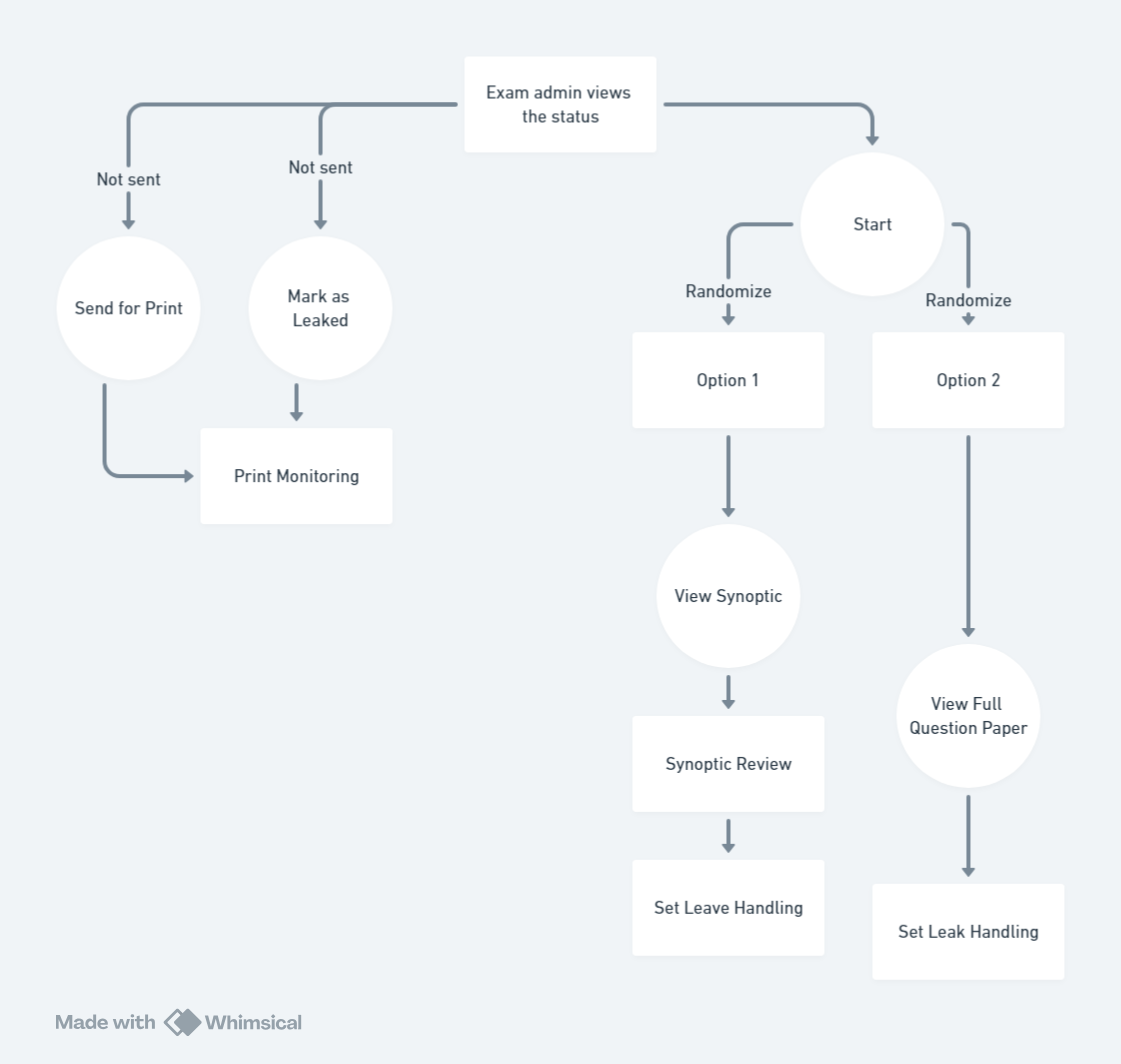 Exam admin views
the status
Not sent
Not sent
Send for Print
Mark as
Leaked
Print Monitoring
Start
Randomize
Randomize
Option 1
Option 2
View Synoptic
View Full
Question Paper
Synoptic Review
Set Leave Handling
Set Leak Handling
Made with Whimsical